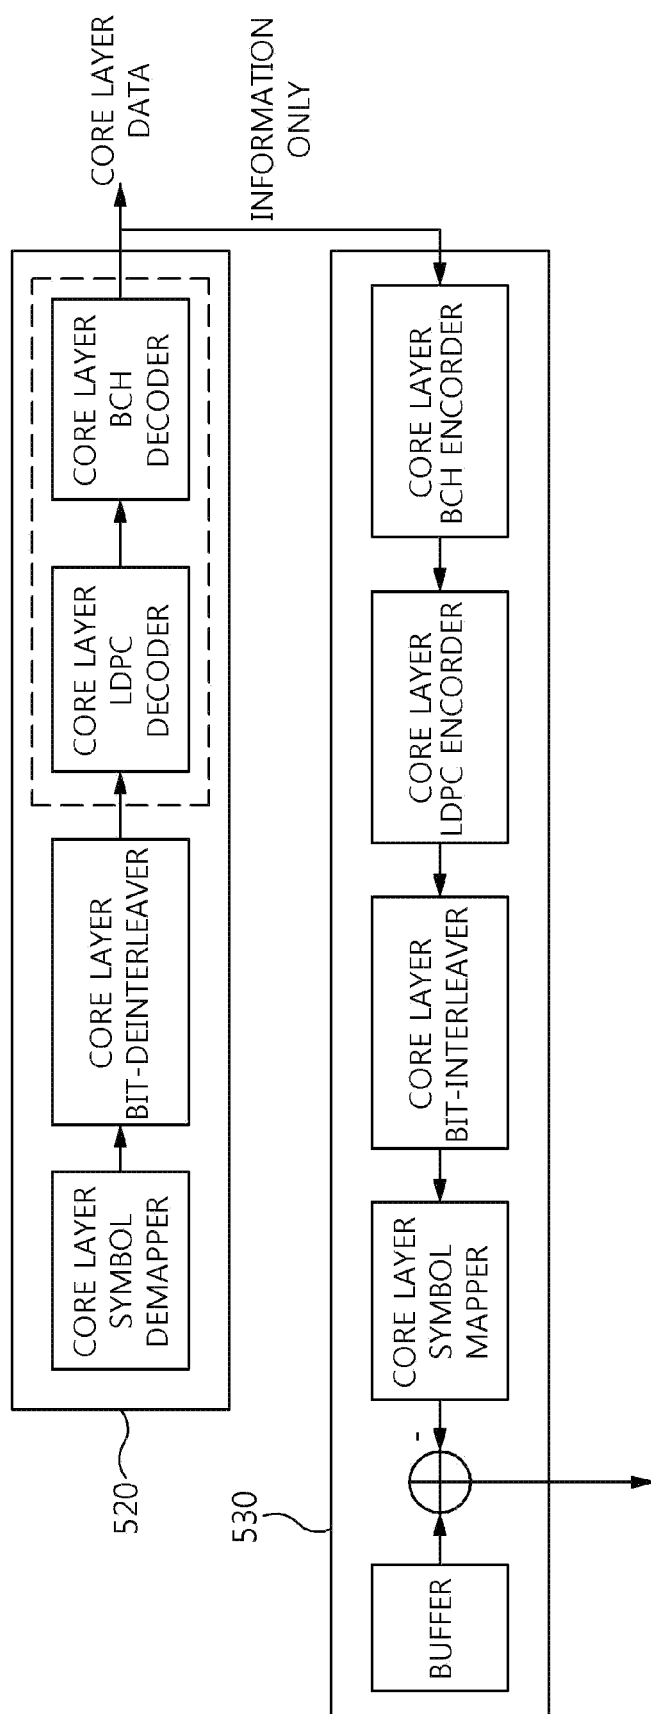 CORE LAYER
SYMBOL
DEMAPPER
CORE LAYER
BIT-DEINTERLEAVER
CORE LAYER
LDPC
DECODER
CORE LAYER
BCH
DECODER
CORE LAYER
DATA
520
INFORMATION
ONLY
530
BUFFER
-
CORE LAYER
SYMBOL
MAPPER
CORE LAYER
BIT-INTERLEAVER
CORE LAYER
LDPC ENCORDER
CORE LAYER
BCH ENCORDER